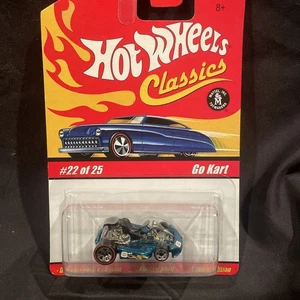 8+
Hot Wheels
Classics
#22 of 25
Go Kart